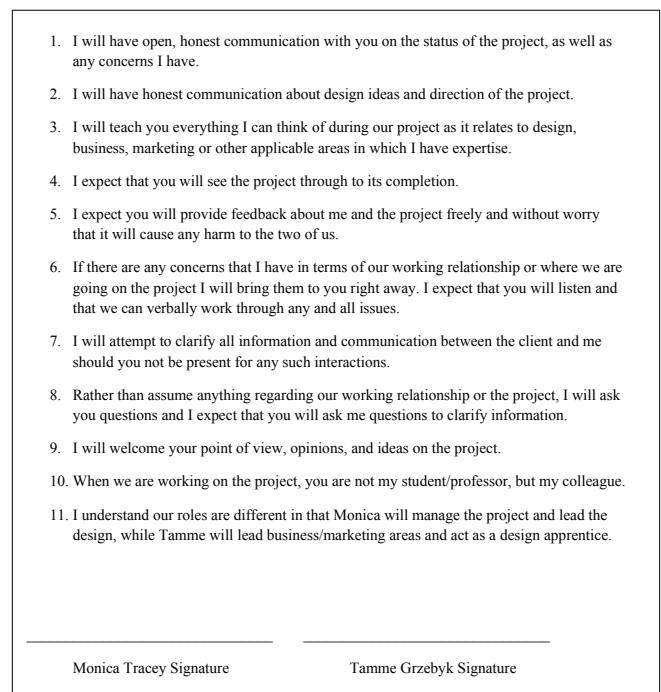 1. I will have open, honest communication with you on the status of the project, as well as
any concerns I have.
2. I will have honest communication about design ideas and direction of the project.
3. I will teach you everything I can think of during our project as it relates to design,
business, marketing or other applicable areas in which I have expertise.
4. I expect that you will see the project through to its completion.
5. I expect you will provide feedback about me and the project freely and without worry
that it will cause any harm to the two of us.
6. If there are any concerns that I have in terms of our working relationship or where we are
going on the project I will bring them to you right away. I expect that you will listen and
that we can verbally work through any and all issues.
7. I will attempt to clarify all information and communication between the client and me
should you not be present for any such interactions.
8. Rather than assume anything regarding our working relationship or the project, I will ask
you questions and I expect that you will ask me questions to clarify information.
9. I will welcome your point of view, opinions, and ideas on the project.
10. When we are working on the project, you are not my student/professor, but my colleague.
11. I understand our roles are different in that Monica will manage the project and lead the
design, while Tamme will lead business/marketing areas and act as a design apprentice.
Monica Tracey Signature Tamme Grzebyk Signature